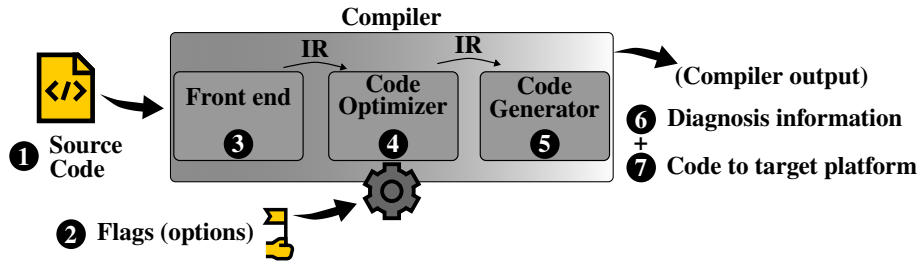 Compiler
IR
IR
</>
Front end
Code
Optimizer
Code
Generator
(Compiler output)
3
4
5
6 Diagnosis information
+
7 Code to target platform
1 Source
Code
2 Flags (options)